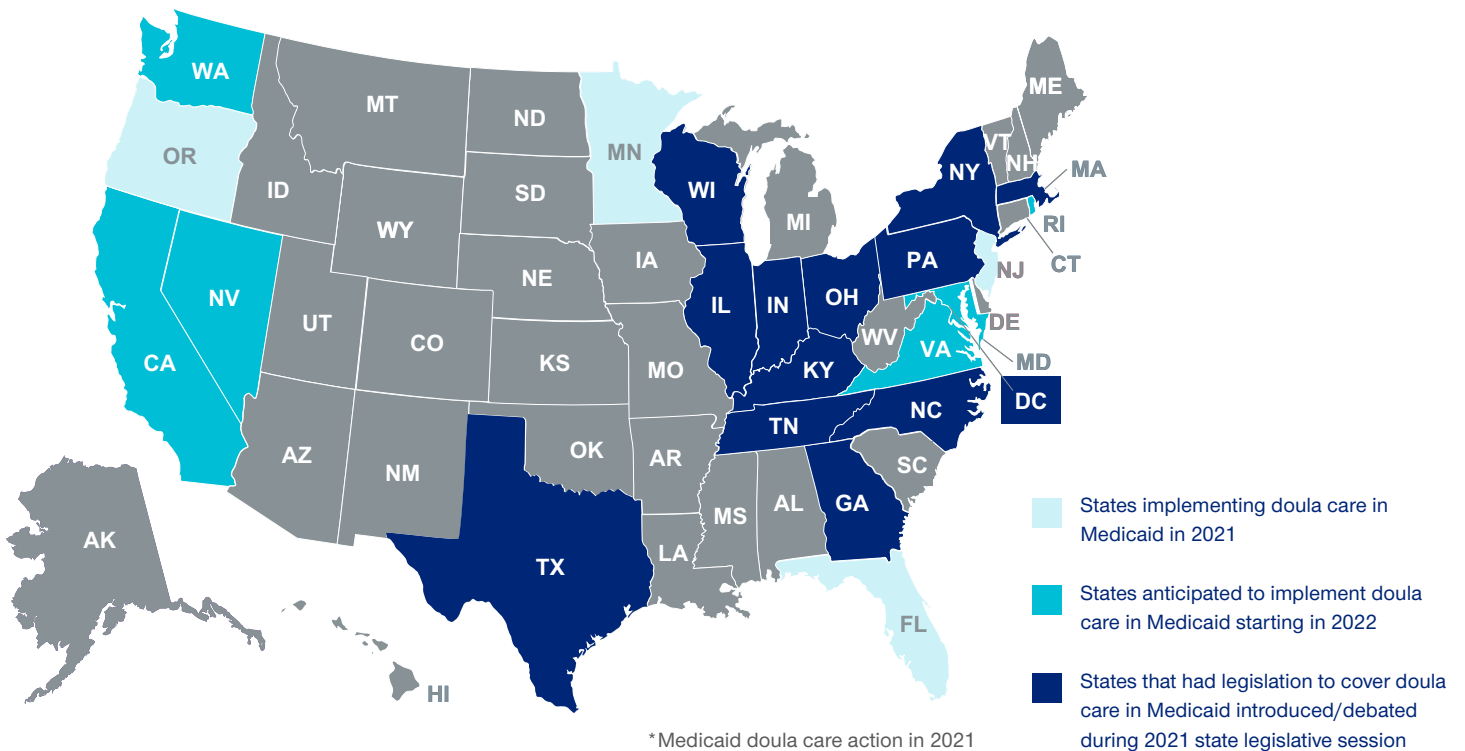 WA
MT
ND
MN
ME
OR
ID
SD
WI
VT
NH
NY
MA
WY
MI
RI
CT
IA
PA
NJ
NE
NV
IL
IN
OH
UT
DE
CO
WV
VA
MD
CA
KS
MO
KY
DC
NC
TN
AZ
OK
AR
NM
SC
MS
AL
GA
AK
LA
TX
FL
HI
States implementing doula care in
Medicaid in 2021
States anticipated to implement doula
care in Medicaid starting in 2022
States that had legislation to cover doula
care in Medicaid introduced/debated
during 2021 state legislative session
*Medicaid doula care action in 2021